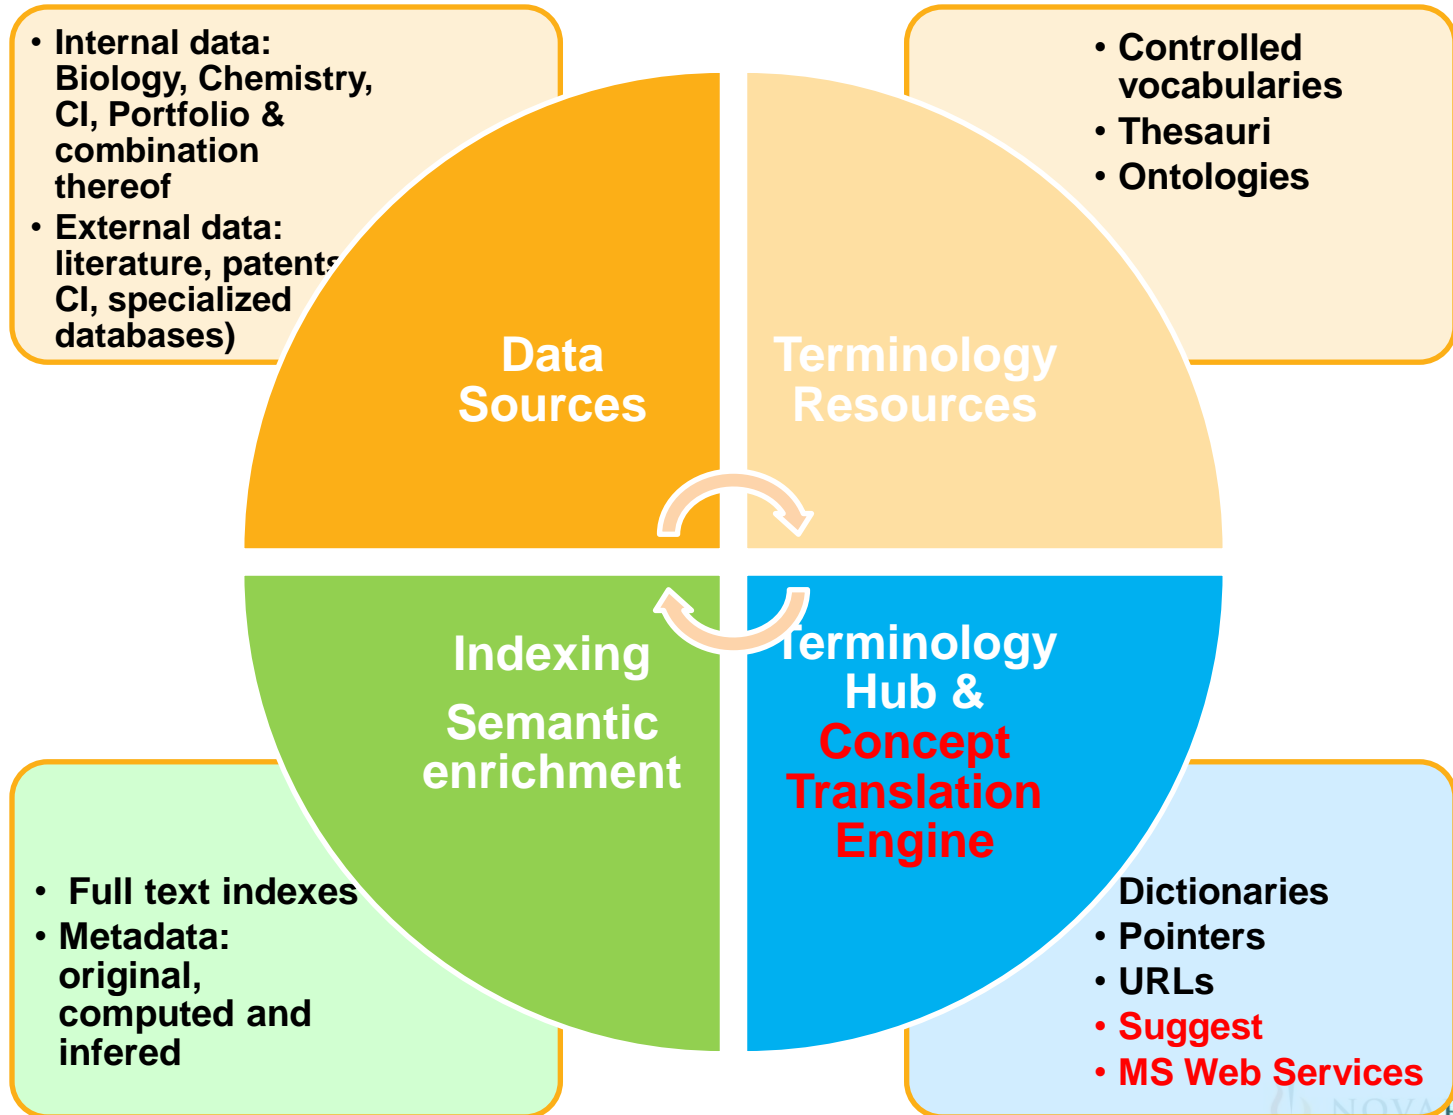 • Internal data:
Biology, Chemistry,
CI, Portfolio &
combination
thereof
• External data:
literature, patents
CI, specialized
databases)
• Controlled
vocabularies
• Thesauri
• Ontologies
Data
Sources
Terminology
Resources
Indexing
Semantic
enrichment
Terminology
Hub &
Concept
Translation
Engine
• Full text indexes
• Metadata:
original,
computed and
infered
Dictionaries
• Pointers
• URLs
• Suggest
• MS Web Services